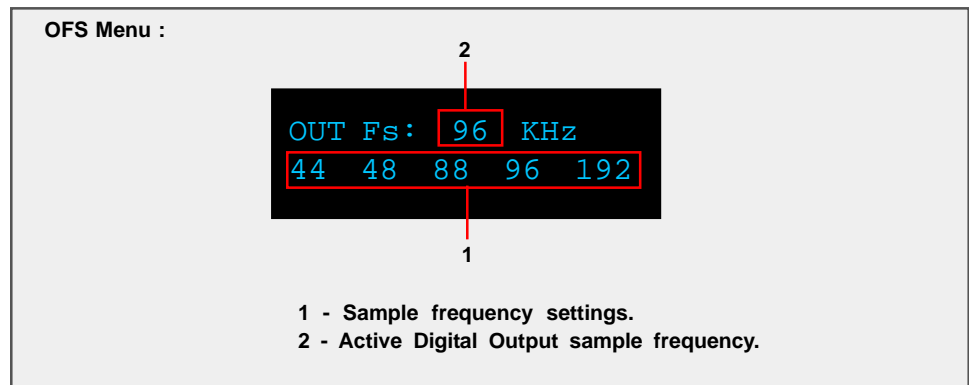 OFS Menu :
2
OUT Fs: 96 KHz
44 48 88 96 192
1
1 - Sample frequency settings.
2 - Active Digital Output sample frequency.